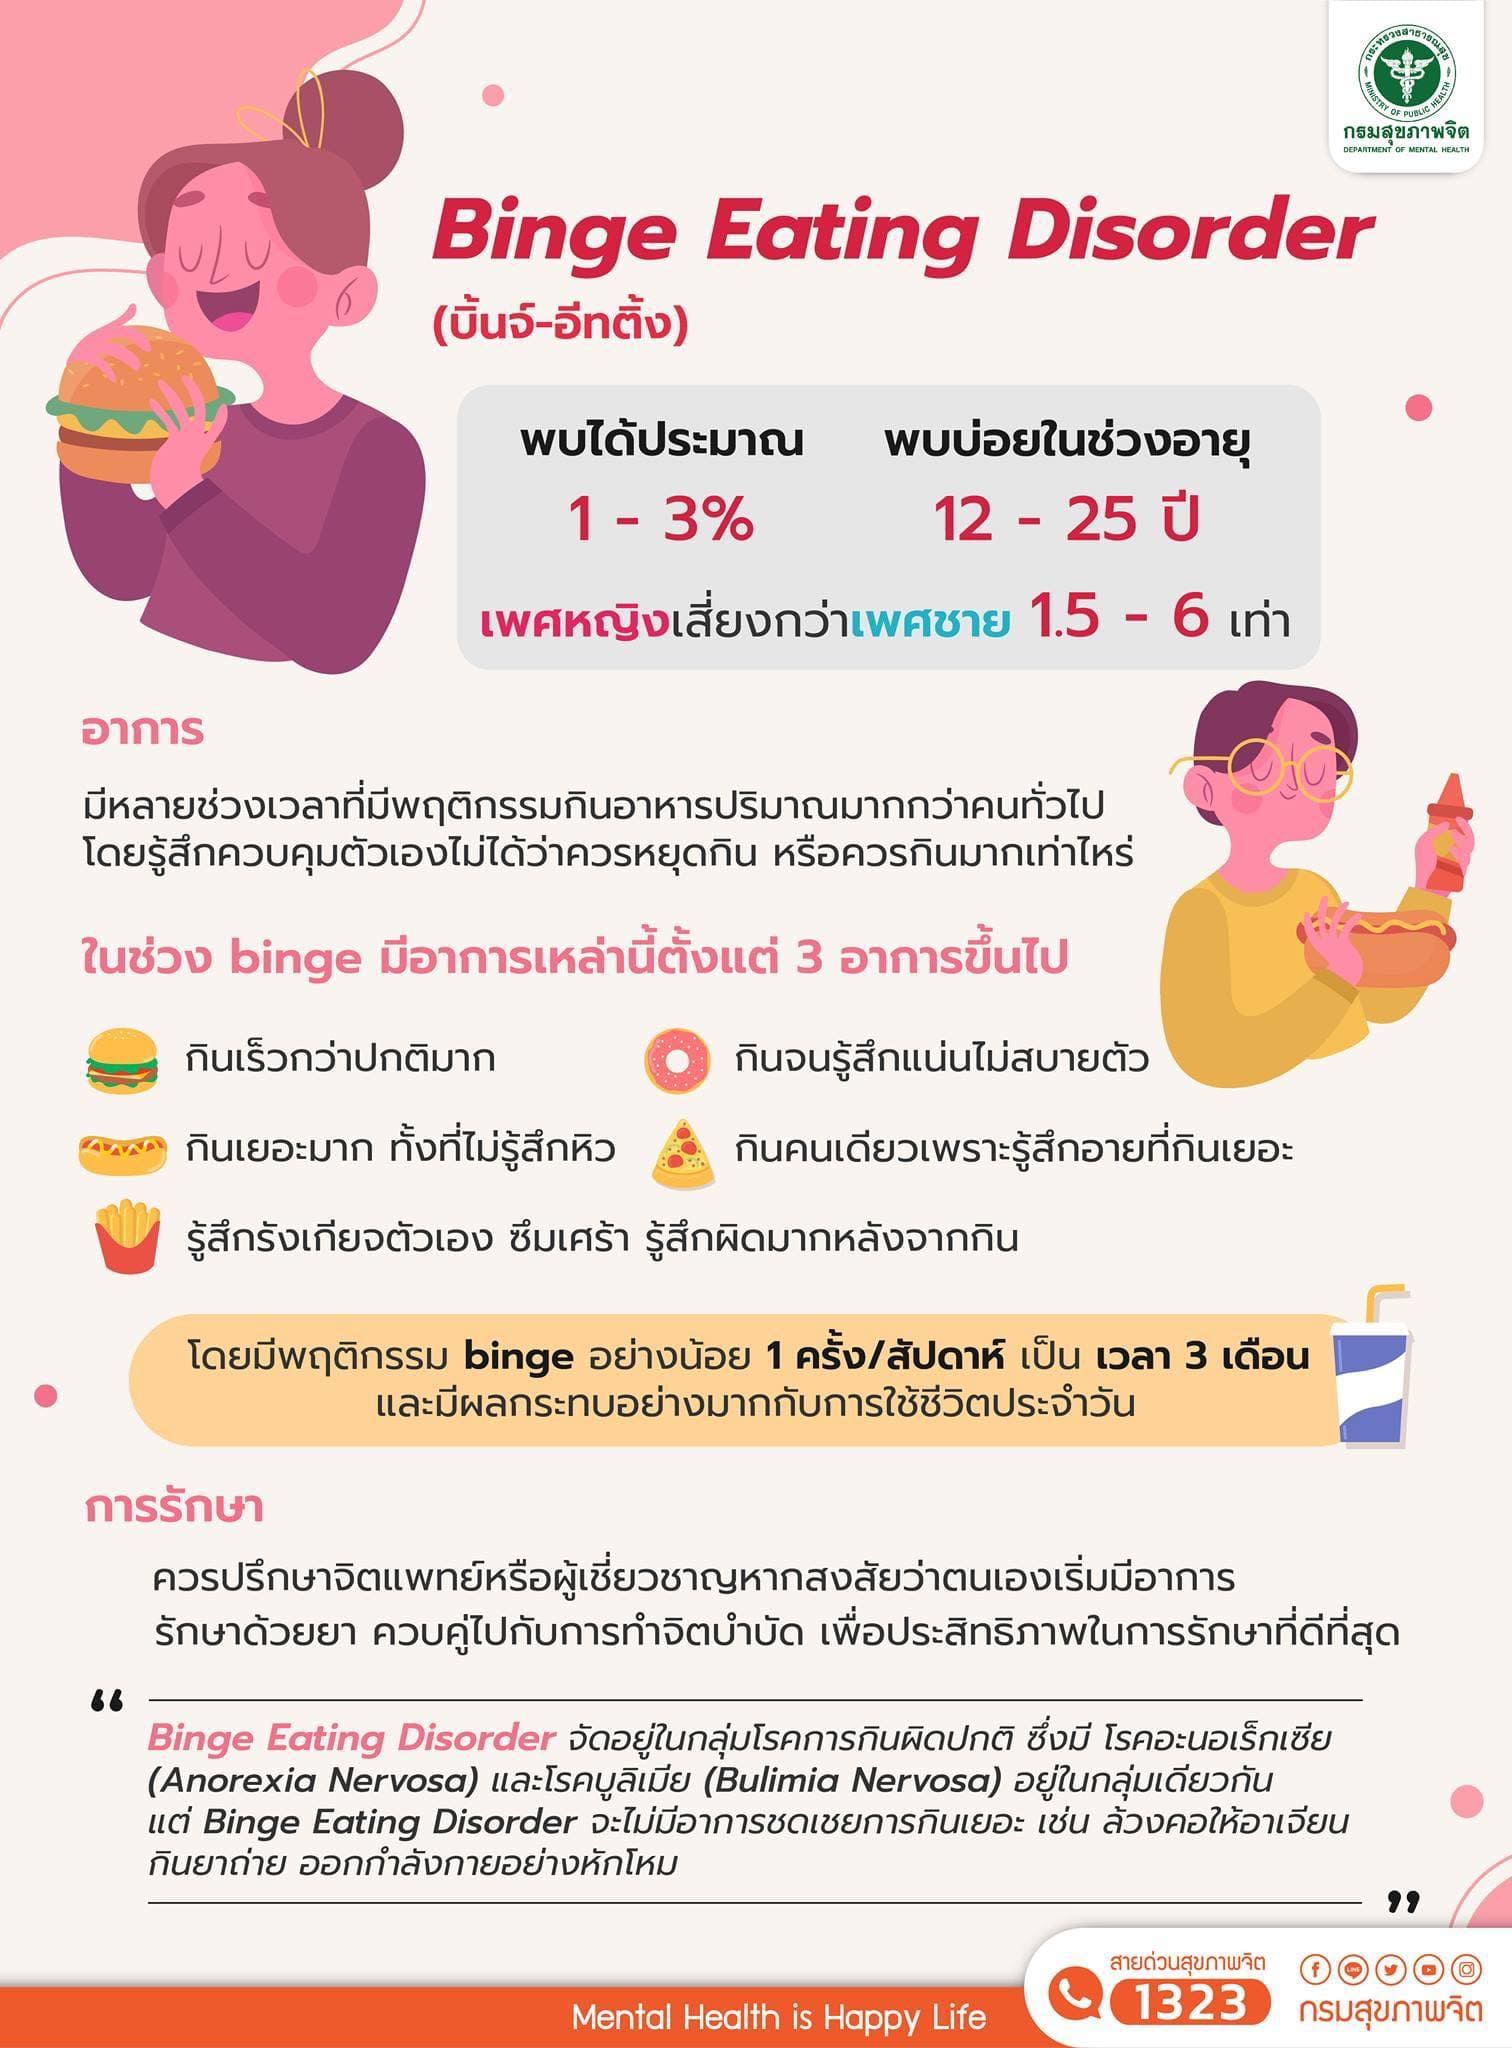 กระทรวงสาธารณสุข
MINISTRY OF PUBLIC HEALTH
กรมสุขภาพจิต
DEPARTMENT OF MENTAL HEALTH
Binge Eating Disorder
(บิ้นจ์-อีทติ้ง)
พบได้ประมาณ
1 - 3%
พบบ่อยในช่วงอายุ
12 - 25 ปี
เพศหญิงเสี่ยงกว่าเพศชาย 1.5 - 6 เท่า
อาการ
มีหลายช่วงเวลาที่มีพฤติกรรมกินอาหารปริมาณมากกว่าคนทั่วไป
โดยรู้สึกควบคุมตัวเองไม่ได้ว่าควรหยุดกิน หรือควรกินมากเท่าไหร่
ในช่วง binge มีอาการเหล่านี้ตั้งแต่ 3 อาการขึ้นไป
กินเร็วกว่าปกติมาก
กินจนรู้สึกแน่นไม่สบายตัว
กินเยอะมาก ทั้งที่ไม่รู้สึกหิว
กินคนเดียวเพราะรู้สึกอายที่กินเยอะ
รู้สึกรังเกียจตัวเอง ซึมเศร้า รู้สึกผิดมากหลังจากกิน
โดยมีพฤติกรรม binge อย่างน้อย 1 ครั้ง/สัปดาห์ เป็น เวลา 3 เดือน
และมีผลกระทบอย่างมากกับการใช้ชีวิตประจำวัน
การรักษา
ควรปรึกษาจิตแพทย์หรือผู้เชี่ยวชาญหากสงสัยว่าตนเองเริ่มมีอาการ
รักษาด้วยยา ควบคู่ไปกับการทำจิตบำบัด เพื่อประสิทธิภาพในการรักษาที่ดีที่สุด
“
Binge Eating Disorder จัดอยู่ในกลุ่มโรคการกินผิดปกติ ซึ่งมี โรคอะนอเร็กเซีย
(Anorexia Nervosa) และโรคบูลิเมีย (Bulimia Nervosa) อยู่ในกลุ่มเดียวกัน
แต่ Binge Eating Disorder จะไม่มีอาการชดเชยการกินเยอะ เช่น ล้วงคอให้อาเจียน
กินยาถ่าย ออกกำลังกายอย่างหักโหม
”
Mental Health is Happy Life
สายด่วนสุขภาพจิต
1323
LINE
กรมสุขภาพจิต